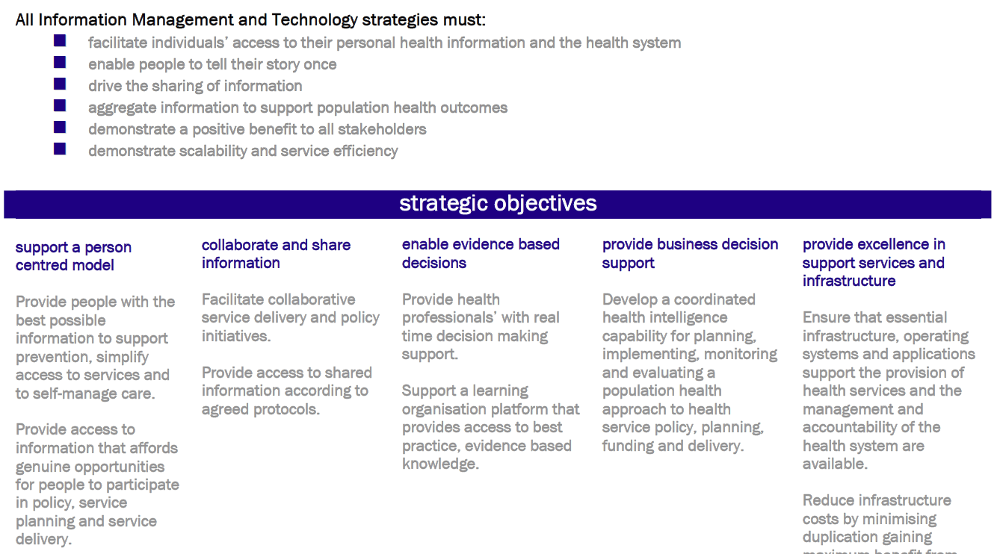 All Information Management and Technology strategies must:
facilitate individuals’ access to their personal health information and the health system
enable people to tell their story once
drive the sharing of information
aggregate information to support population health outcomes
demonstrate a positive benefit to all stakeholders
demonstrate scalability and service efficiency
strategic objectives
support a person
centred model
Provide people with the
best possible
information to support
prevention, simplify
access to services and
to self-manage care.
Provide access to
information that affords
genuine opportunities
for people to participate
in policy, service
planning and service
delivery.
collaborate and share
information
Facilitate collaborative
service delivery and policy
initiatives.
Provide access to shared
information according to
agreed protocols.
enable evidence based
decisions
Provide health
professionals’ with real
time decision making
support.
Support a learning
organisation platform that
provides access to best
practice, evidence based
knowledge.
provide business decision
support
Develop a coordinated
health intelligence
capability for planning,
implementing, monitoring
and evaluating a
population health
approach to health
service policy, planning,
funding and delivery.
provide excellence in
support services and
infrastructure
Ensure that essential
infrastructure, operating
systems and applications
support the provision of
health services and the
management and
accountability of the
health system are
available.
Reduce infrastructure
costs by minimising
duplication gaining
maximum benefit from